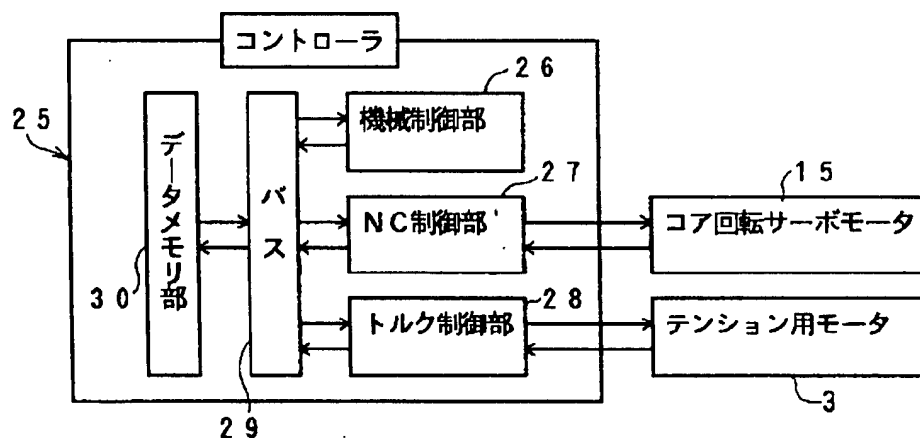 コントローラ
26
機械制御部
25
データメモリ部
バス
27
15
NC制御部
コア回転サーボモータ
30
28
トルク制御部
テンション用モータ
29
3